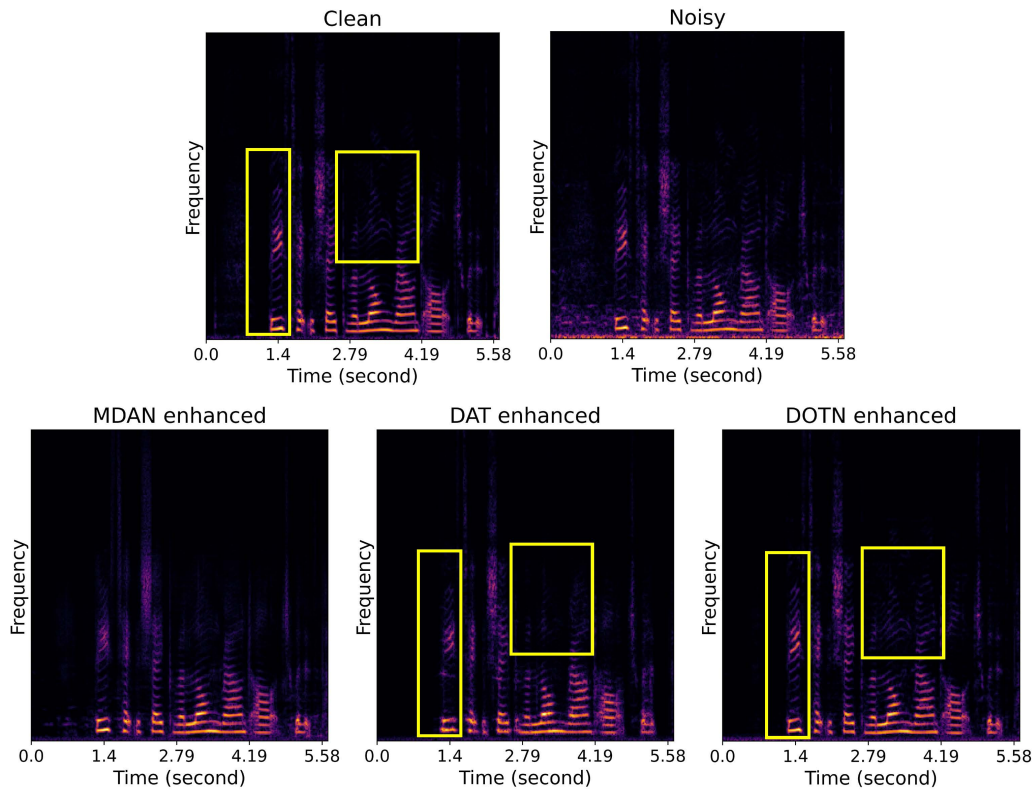 Clean
Noisy
Frequency
Frequency
0.0 1.4 2.79 4.19 5.58
0.0 1.4 2.79 4.19 5.58
Time (second)
Time (second)
MDAN enhanced
DAT enhanced
DOTN enhanced
Frequency
Frequency
Frequency
0.0 1.4 2.79 4.19 5.58
0.0 1.4 2.79 4.19 5.58
0.0 1.4 2.79 4.19 5.58
Time (second)
Time (second)
Time (second)